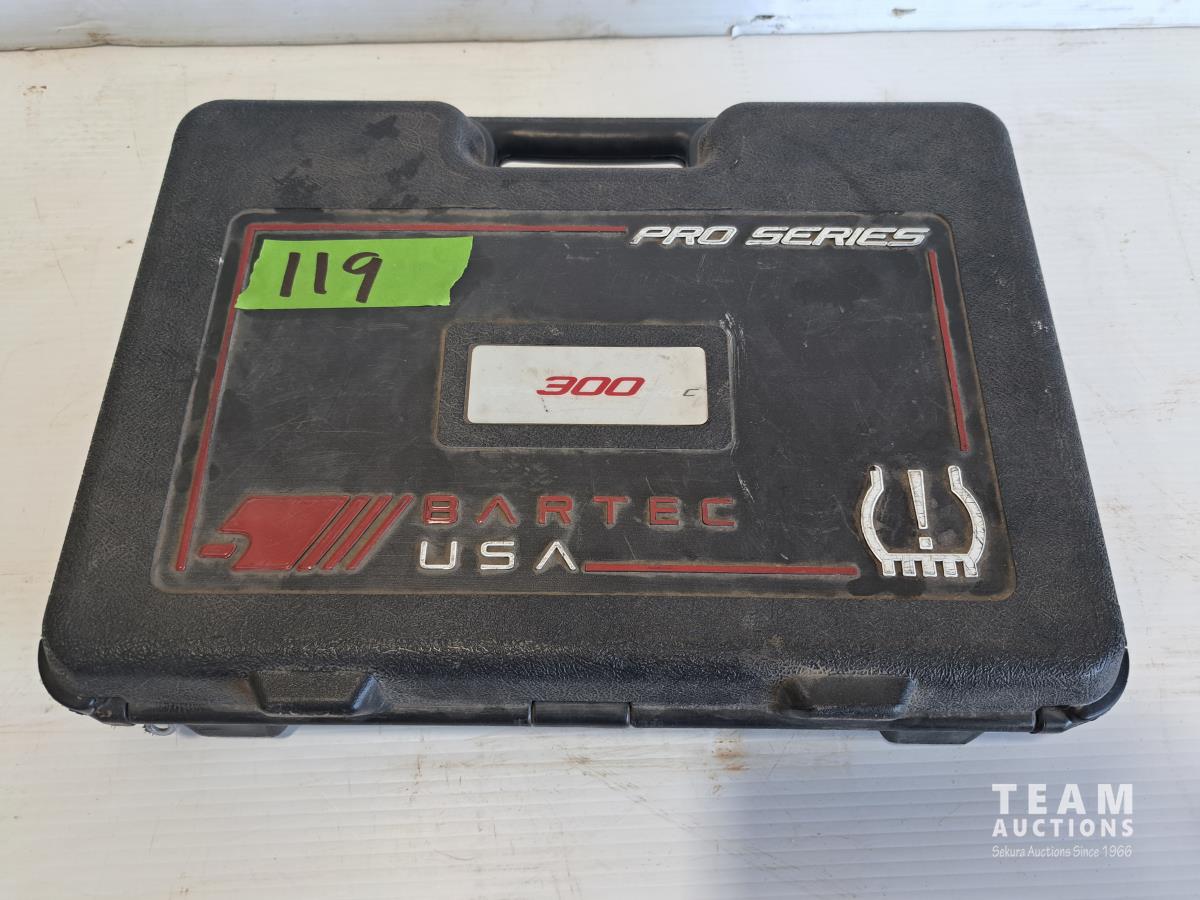 PRO SERIES
119
300
C
BARTEC
USA
TEAM
AUCTIONS
Sekura Auctions Since 1966